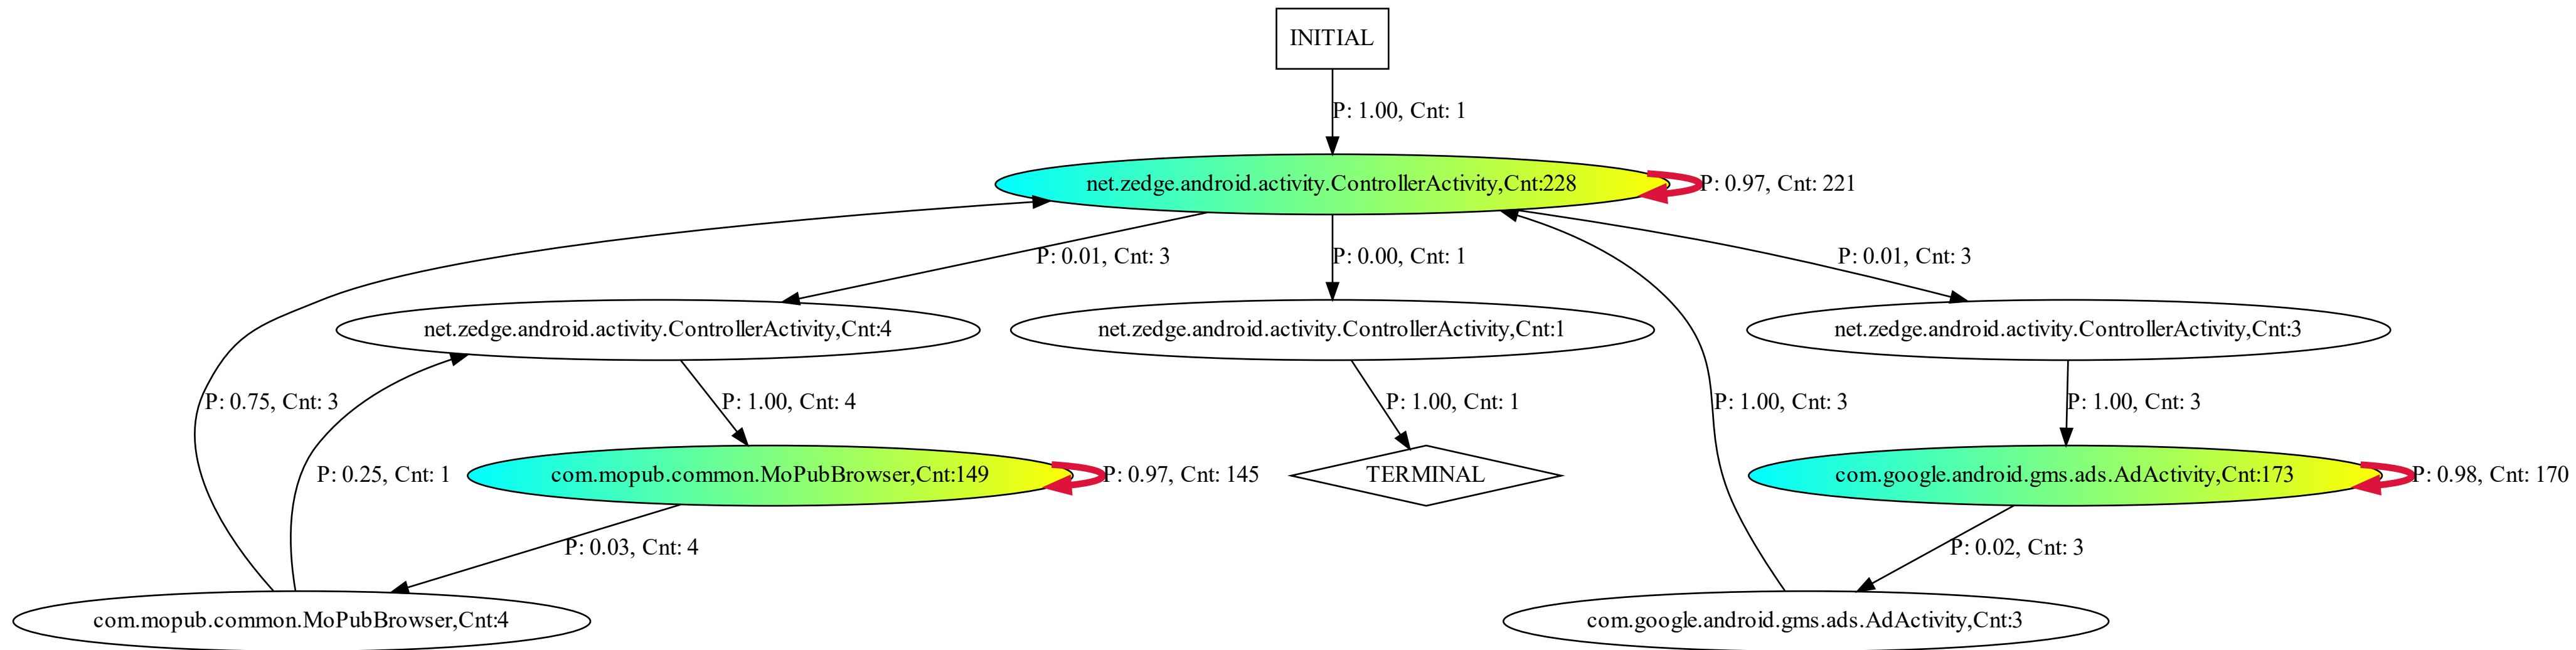 INITIAL
P: 1.00, Cnt: 1
net.zedge.android.activity.ControllerActivity,Cnt:228
P: 0.97, Cnt: 221
P: 0.01, Cnt: 3
P: 0.00, Cnt: 1
P: 0.01, Cnt: 3
net.zedge.android.activity.ControllerActivity,Cnt:4
net.zedge.android.activity.ControllerActivity,Cnt:1
net.zedge.android.activity.ControllerActivity,Cnt:3
P: 0.75, Cnt: 3
P: 1.00, Cnt: 4
P: 1.00, Cnt: 1
P: 1.00, Cnt: 3
P: 1.00, Cnt: 3
P: 0.25, Cnt: 1
com.mopub.common.MoPubBrowser,Cnt:149
P: 0.97, Cnt: 145
TERMINAL
com.google.android.gms.ads.AdActivity,Cnt:173
P: 0.98, Cnt: 170
P: 0.03, Cnt: 4
P: 0.02, Cnt: 3
com.mopub.common.MoPubBrowser,Cnt:4
com.google.android.gms.ads.AdActivity,Cnt:3